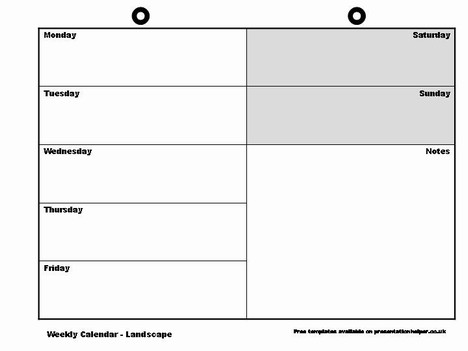 Monday
Saturday
Tuesday
Sunday
Wednesday
Notes
Thursday
Friday
Weekly Calendar - Landscape
Free templates available on presentationhelper.co.uk